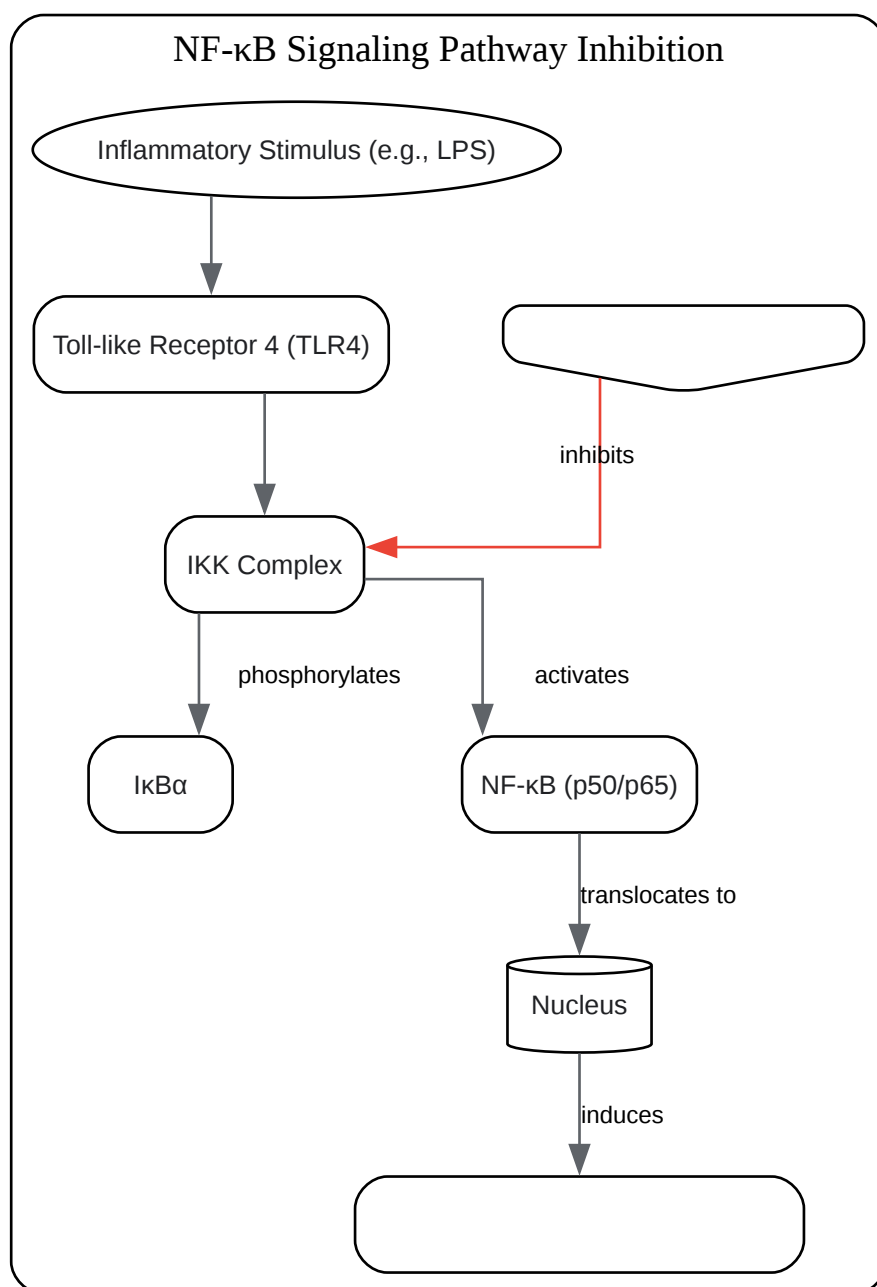 NF-κB Signaling Pathway Inhibition
Inflammatory Stimulus (e.g., LPS)
Toll-like Receptor 4 (TLR4)
inhibits
IKK Complex
phosphorylates
activates
IκBα
NF-κB (p50/p65)
translocates to
Nucleus
induces